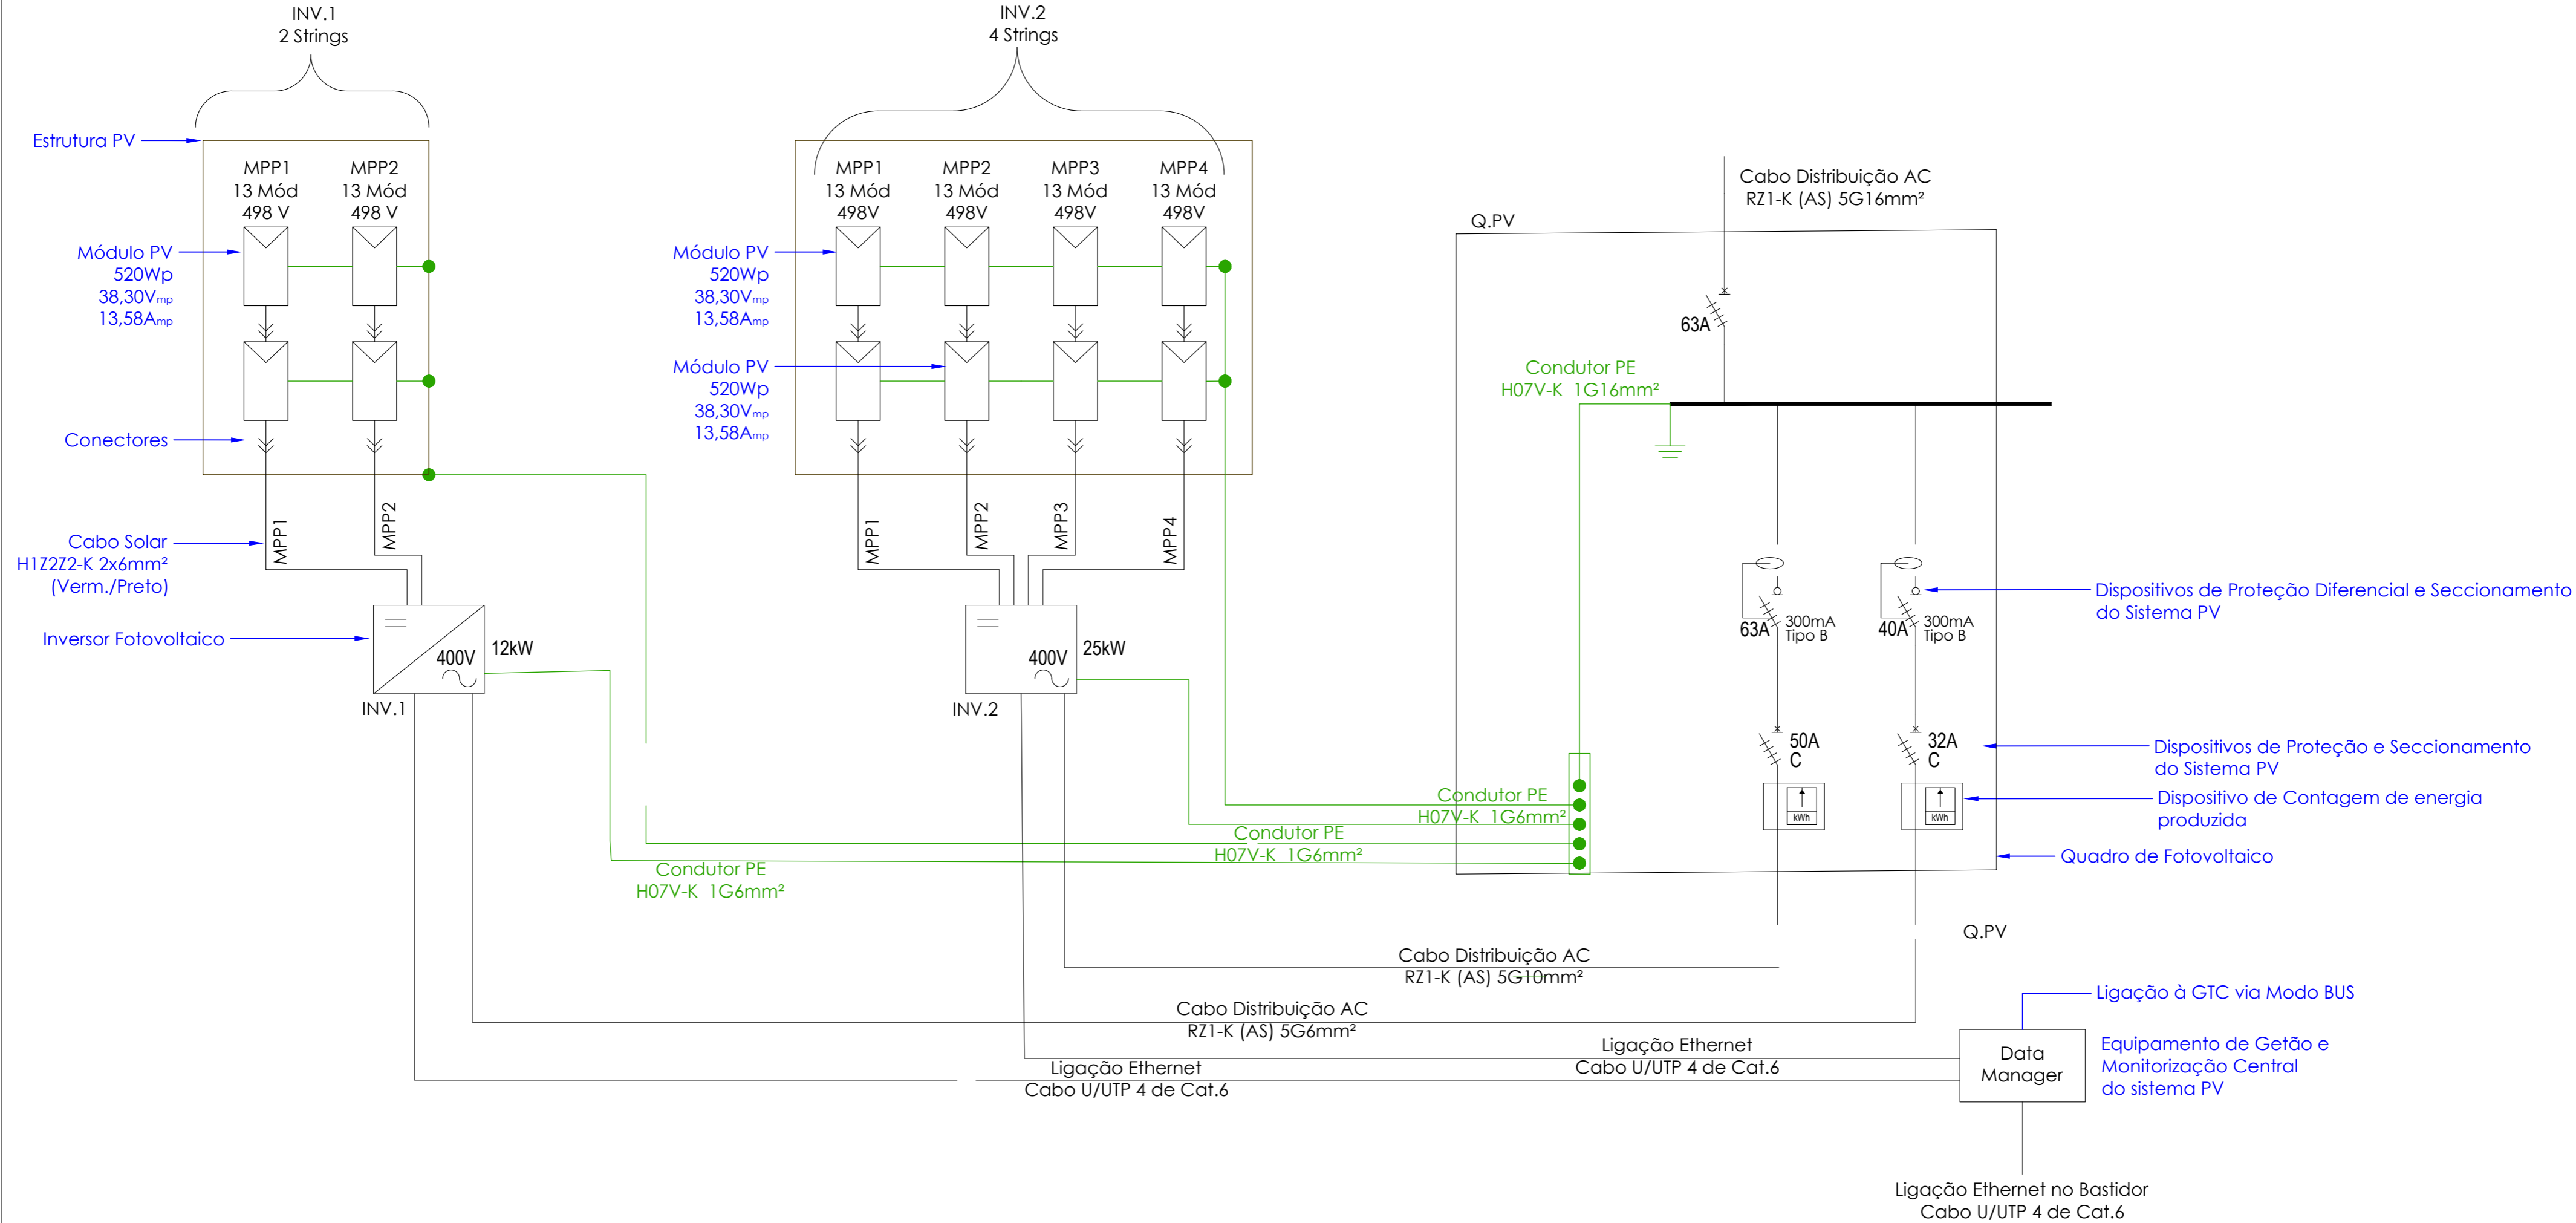 INV.1
2 Strings
INV.2
4 Strings
Estrutura PV
MPP1
13 Mód
498 V
MPP2
13 Mód
498 V
MPP1
13 Mód
498V
MPP2
13 Mód
498V
MPP3
13 Mód
498V
MPP4
13 Mód
498V
Cabo Distribuição AC
RZ1-K (AS) 5G16mm²
Q.PV
Módulo PV
520Wp
38,30Vmp
13,58Amp
Módulo PV
520Wp
38,30Vmp
13,58Amp
63A
Módulo PV
520Wp
38,30Vmp
13,58Amp
Condutor PE
H07V-K 1G16mm²
Conectores
MPP1
MPP2
MPP1
MPP2
MPP3
MPP4
Cabo Solar
H1Z2Z2-K 2x6mm²
(Verm./Preto)
Inversor Fotovoltaico
400V
12kW
INV.1
400V
25kW
INV.2
63A
300mA
Tipo B
40A
300mA
Tipo B
Dispositivos de Proteção Diferencial e Seccionamento
do Sistema PV
50A
C
32A
C
Dispositivos de Proteção e Seccionamento
do Sistema PV
kWh
kWh
Dispositivo de Contagem de energia
produzida
Quadro de Fotovoltaico
Condutor PE
H07V-K 1G6mm²
Condutor PE
H07V-K 1G6mm²
Condutor PE
H07V-K 1G6mm²
Q.PV
Cabo Distribuição AC
RZ1-K (AS) 5G10mm²
Cabo Distribuição AC
RZ1-K (AS) 5G6mm²
Ligação à GTC via Modo BUS
Ligação Ethernet
Cabo U/UTP 4 de Cat.6
Ligação Ethernet
Cabo U/UTP 4 de Cat.6
Data
Manager
Equipamento de Getão e
Monitorização Central
do sistema PV
Ligação Ethernet no Bastidor
Cabo U/UTP 4 de Cat.6